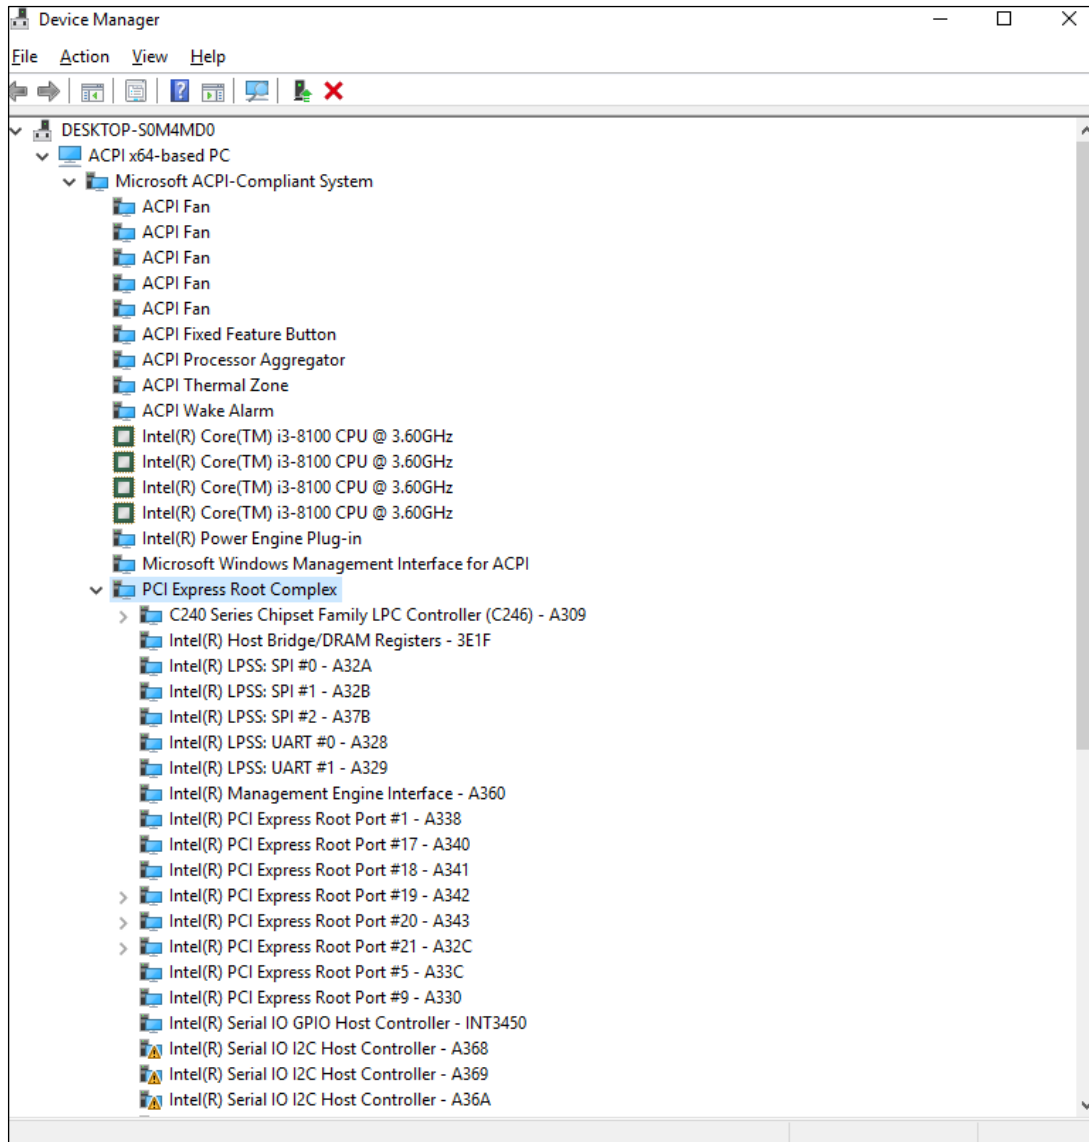 Device Manager
File Action View Help
DESKTOP-S0M4MD0
ACPI x64-based PC
Microsoft ACPI-Compliant System
ACPI Fan
ACPI Fan
ACPI Fan
ACPI Fan
ACPI Fan
ACPI Fixed Feature Button
ACPI Processor Aggregator
ACPI Thermal Zone
ACPI Wake Alarm
Intel(R) Core(TM) i3-8100 CPU @ 3.60GHz
Intel(R) Core(TM) i3-8100 CPU @ 3.60GHz
Intel(R) Core(TM) i3-8100 CPU @ 3.60GHz
Intel(R) Core(TM) i3-8100 CPU @ 3.60GHz
Intel(R) Power Engine Plug-in
Microsoft Windows Management Interface for ACPI
PCI Express Root Complex
C240 Series Chipset Family LPC Controller (C246) - A309
Intel(R) Host Bridge/DRAM Registers - 3E1F
Intel(R) LPSS: SPI #0 - A32A
Intel(R) LPSS: SPI #1 - A32B
Intel(R) LPSS: SPI #2 - A37B
Intel(R) LPSS: UART #0 - A328
Intel(R) LPSS: UART #1 - A329
Intel(R) Management Engine Interface - A360
Intel(R) PCI Express Root Port #1 - A338
Intel(R) PCI Express Root Port #17 - A340
Intel(R) PCI Express Root Port #18 - A341
Intel(R) PCI Express Root Port #19 - A342
Intel(R) PCI Express Root Port #20 - A343
Intel(R) PCI Express Root Port #21 - A32C
Intel(R) PCI Express Root Port #5 - A33C
Intel(R) PCI Express Root Port #9 - A330
Intel(R) Serial IO GPIO Host Controller - INT3450
Intel(R) Serial IO I2C Host Controller - A368
Intel(R) Serial IO I2C Host Controller - A369
Intel(R) Serial IO I2C Host Controller - A36A